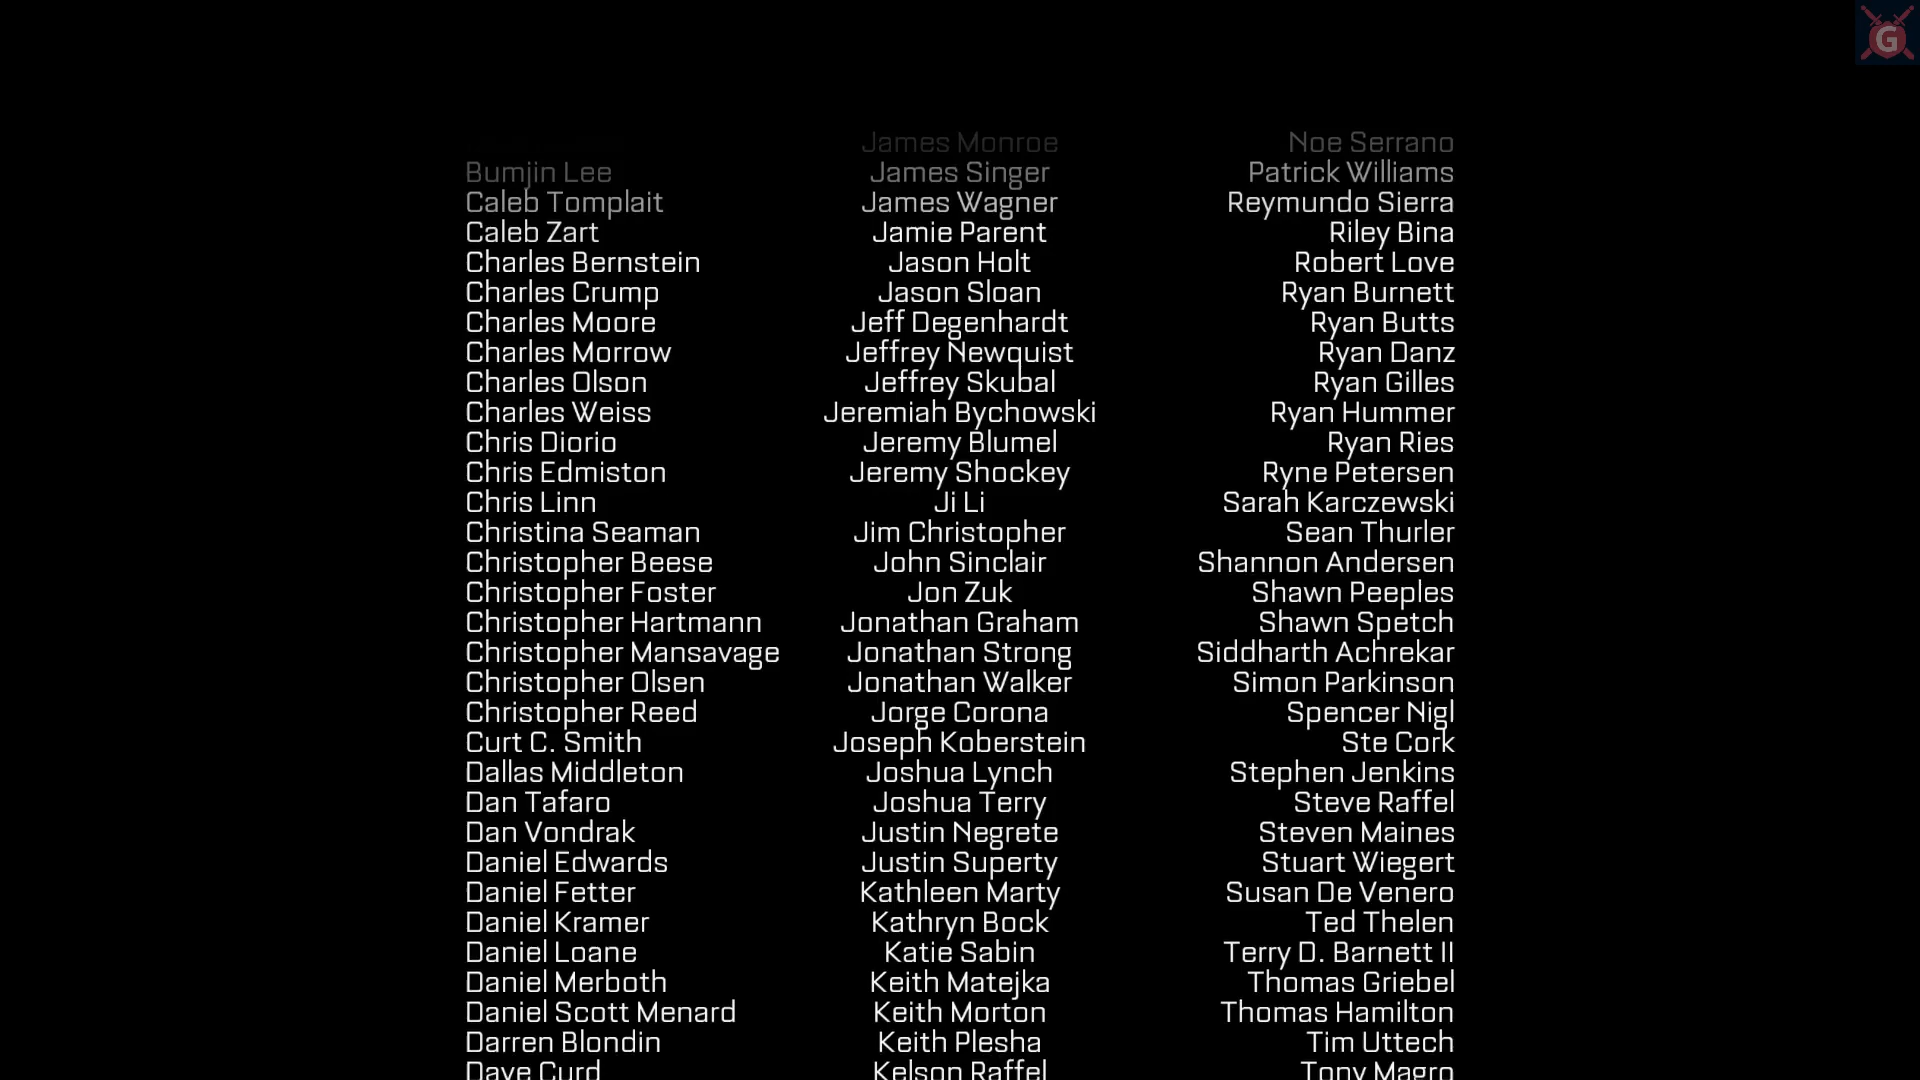 G
James Monroe
Noe Serrano
Bumjin Lee
James Singer
Patrick Williams
Caleb Tomplait
James Wagner
Reymundo Sierra
Caleb Zart
Jamie Parent
Riley Bina
Charles Bernstein
Jason Holt
Robert Love
Charles Crump
Jason Sloan
Ryan Burnett
Charles Moore
Jeff Degenhardt
Ryan Butts
Charles Morrow
Jeffrey Newquist
Ryan Danz
Charles Olson
Jeffrey Skubal
Ryan Gilles
Charles Weiss
Jeremiah Bychowski
Ryan Hummer
Chris Diorio
Jeremy Blumel
Ryan Ries
Chris Edmiston
Jeremy Shockey
Ryne Petersen
Chris Linn
Ji Li
Sarah Karczewski
Christina Seaman
Jim Christopher
Sean Thurler
Christopher Beese
John Sinclair
Shannon Andersen
Christopher Foster
Jon Zuk
Shawn Peeples
Christopher Hartmann
Jonathan Graham
Shawn Spetch
Christopher Mansavage
Jonathan Strong
Siddharth Achrekar
Christopher Olsen
Jonathan Walker
Simon Parkinson
Christopher Reed
Jorge Corona
Spencer Nigl
Curt C. Smith
Joseph Koberstein
Ste Cork
Dallas Middleton
Joshua Lynch
Stephen Jenkins
Dan Tafaro
Joshua Terry
Steve Raffel
Dan Vondrak
Justin Negrete
Steven Maines
Daniel Edwards
Justin Superty
Stuart Wiegert
Daniel Fetter
Kathleen Marty
Susan De Venero
Daniel Kramer
Kathryn Bock
Ted Thelen
Daniel Loane
Katie Sabin
Terry D. Barnett II
Daniel Merboth
Keith Matejka
Thomas Griebel
Daniel Scott Menard
Keith Morton
Thomas Hamilton
Darren Blondin
Keith Plesha
Tim Uttech
Dave Curd
Kelson Raffel
Tony Magro